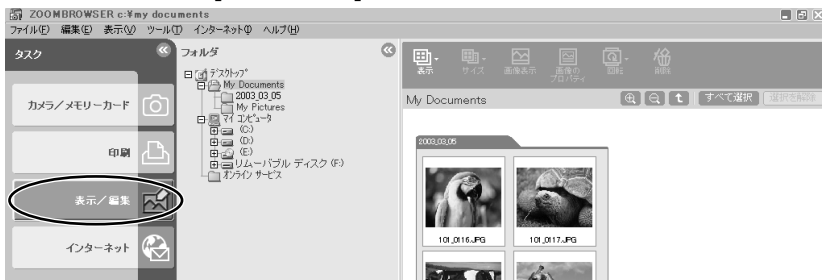 ZOOMBROWSER c:¥my documents
ファイル(F) 編集(E) 表示(V) ツール(T) インターネット(I) ヘルプ(H)
タスク
カメラ/メモリーカード
印刷
表示/編集
インターネット
フォルダ
デスクトップ
My Documents
2003_03_05
My Pictures
マイ コンピュータ
(C:)
(D:)
(E:)
リムーバブル ディスク (F:)
オンライン サービス
表示 サイズ 画像表示 画像のプロパティ 回転 削除
My Documents すべて選択 選択を解除
2003_03_05
101_0116.JPG 101_0117.JPG